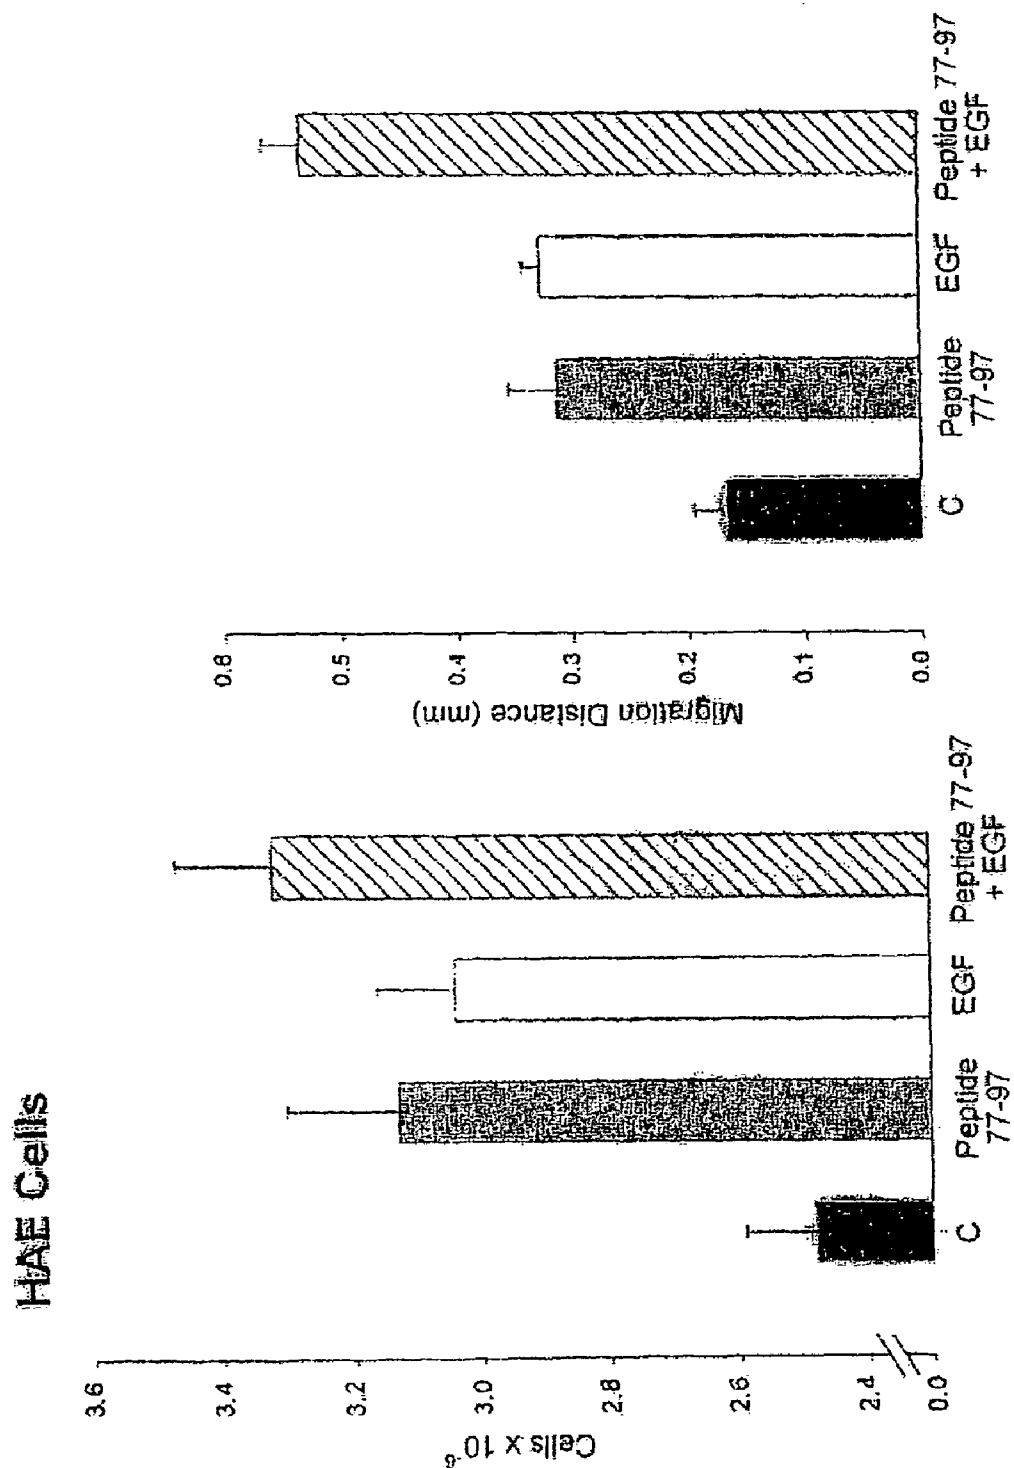 HAE Cells
Cells x 10-6
3.6
3.2
3.0
2.8
2.6
2.4
0.0
C
Peptide
77-97
EGF
Peptide 77-97
+ EGF
Migration Distance (mm)
0.6
0.5
0.4
0.3
0.2
0.1
0.0
C
Peptide
77-97
EGF
Peptide 77-97
+ EGF